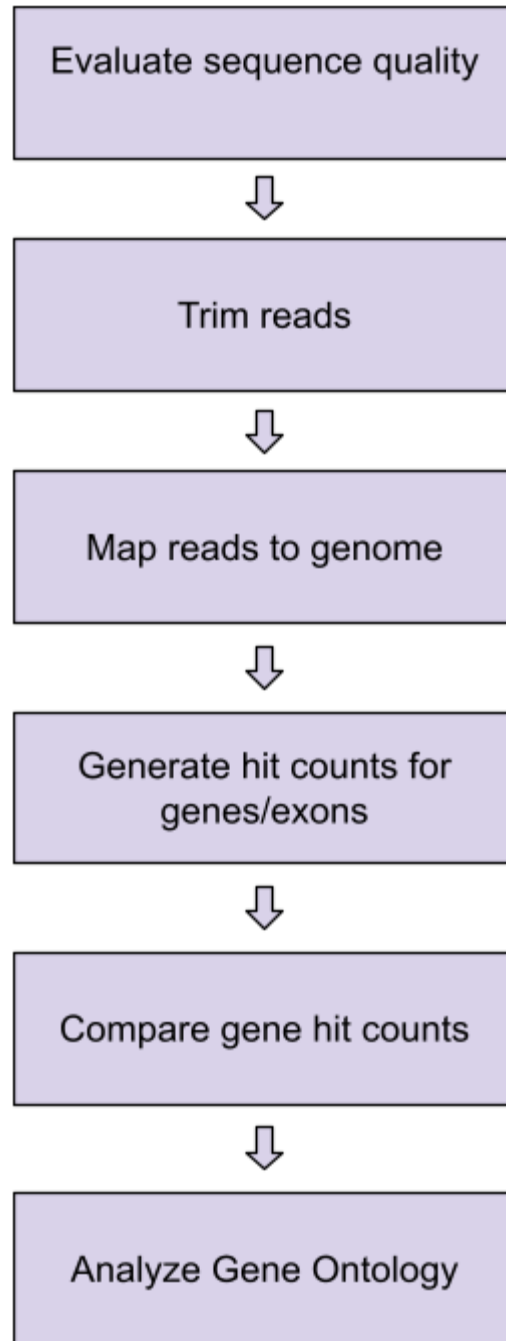 Evaluate sequence quality
Trim reads
Map reads to genome
Generate hit counts for
genes/exons
Compare gene hit counts
Analyze Gene Ontology